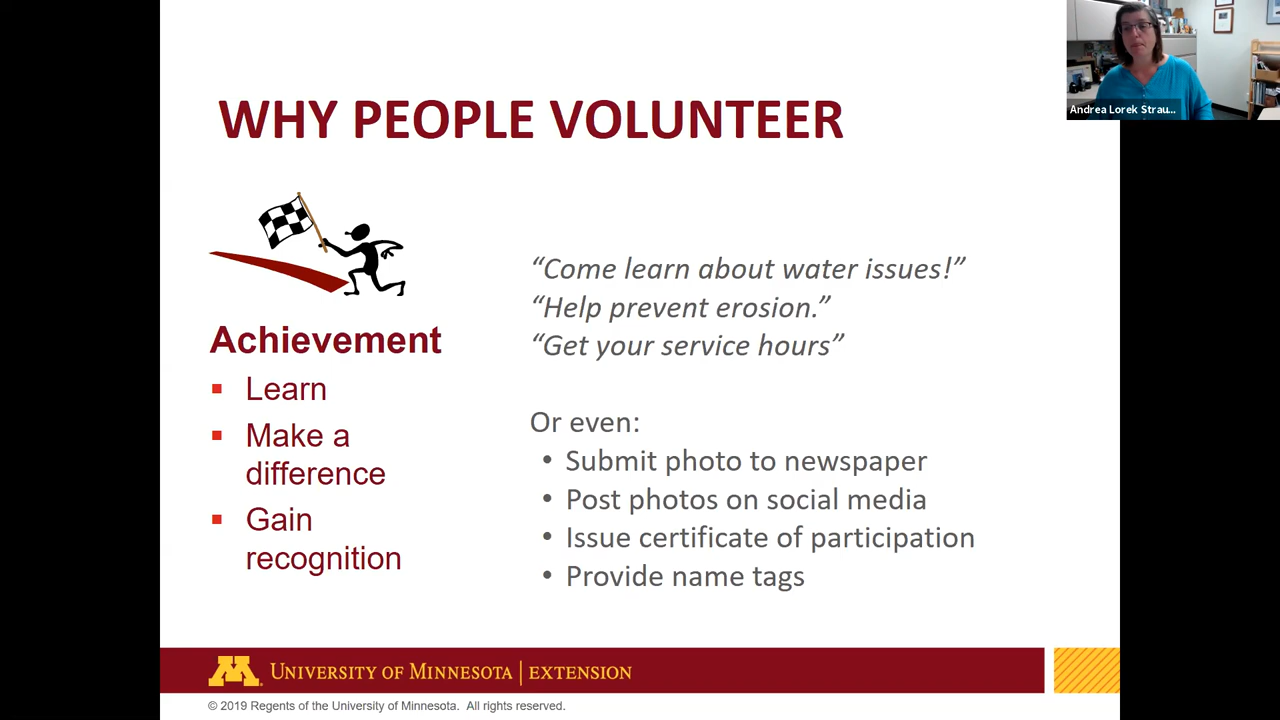 WHY PEOPLE VOLUNTEER
Andrea Lorek Strau...
Achievement
▪ Learn
▪ Make a
difference
▪ Gain
recognition
“Come learn about water issues!”
“Help prevent erosion.”
“Get your service hours”
Or even:
• Submit photo to newspaper
• Post photos on social media
• Issue certificate of participation
• Provide name tags
M UNIVERSITY OF MINNESOTA | EXTENSION
© 2019 Regents of the University of Minnesota. All rights reserved.